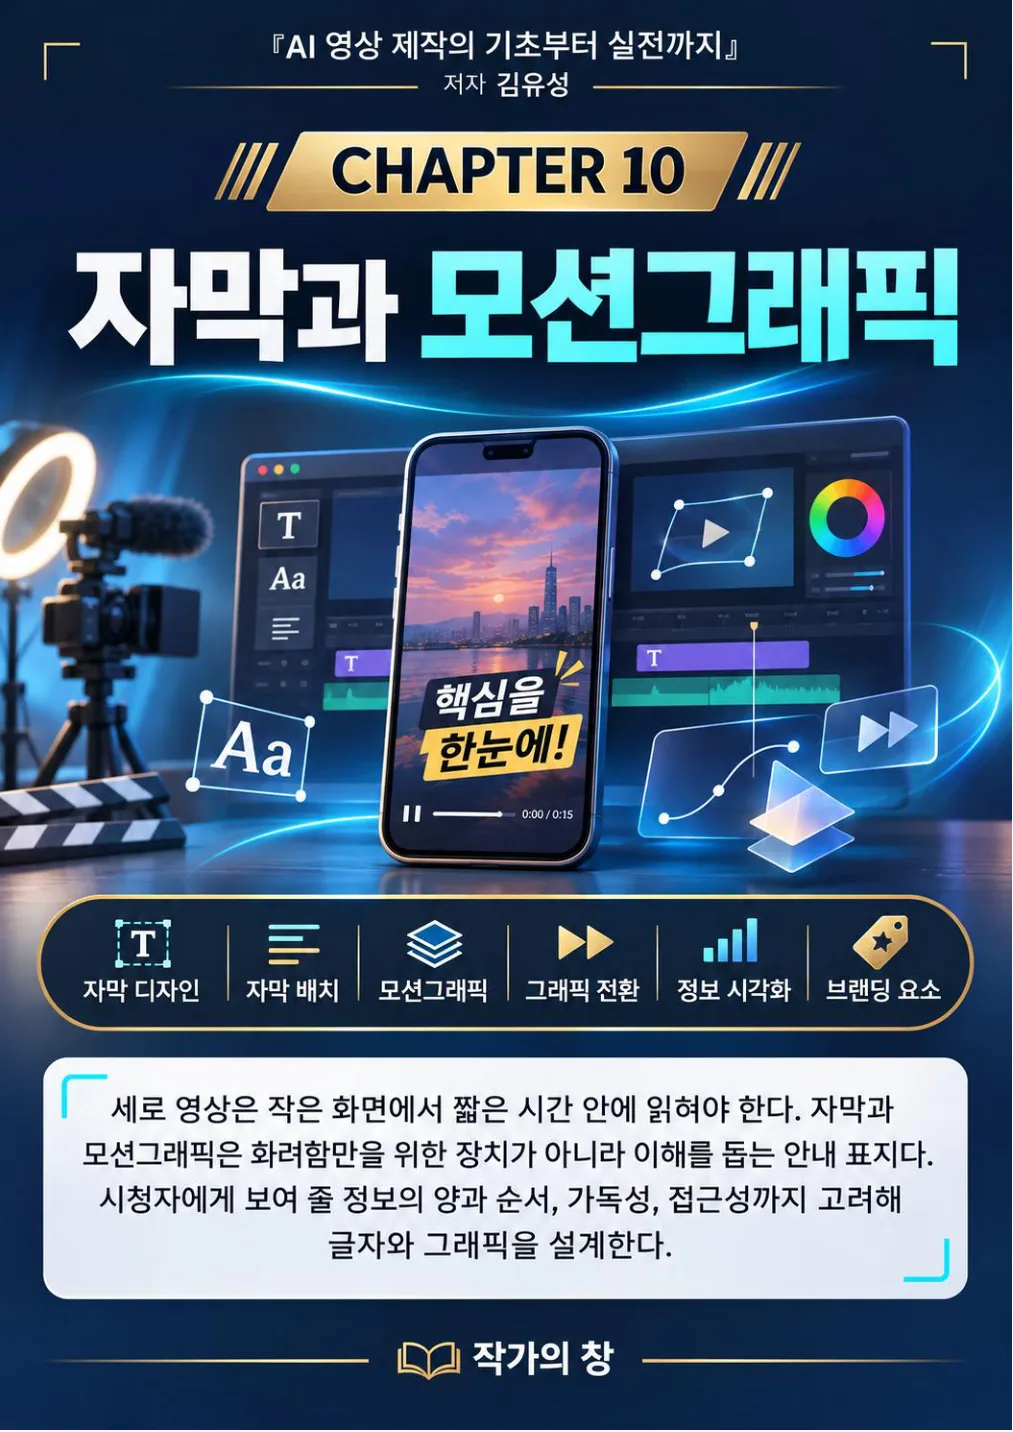 『AI 영상 제작의 기초부터 실전까지』
저자 김유성
CHAPTER 10
자막과 모션그래픽
T
Aa
T
T
핵심을
한눈에!
Aa
0:00 / 0:15
T
자막 디자인
자막 배치
모션그래픽
그래픽 전환
정보 시각화
브랜딩 요소
세로 영상은 작은 화면에서 짧은 시간 안에 읽혀야 한다. 자막과
모션그래픽은 화려함만을 위한 장치가 아니라 이해를 돕는 안내 표지다.
시청자에게 보여 줄 정보의 양과 순서, 가독성, 접근성까지 고려해
글자와 그래픽을 설계한다.
작가의 창